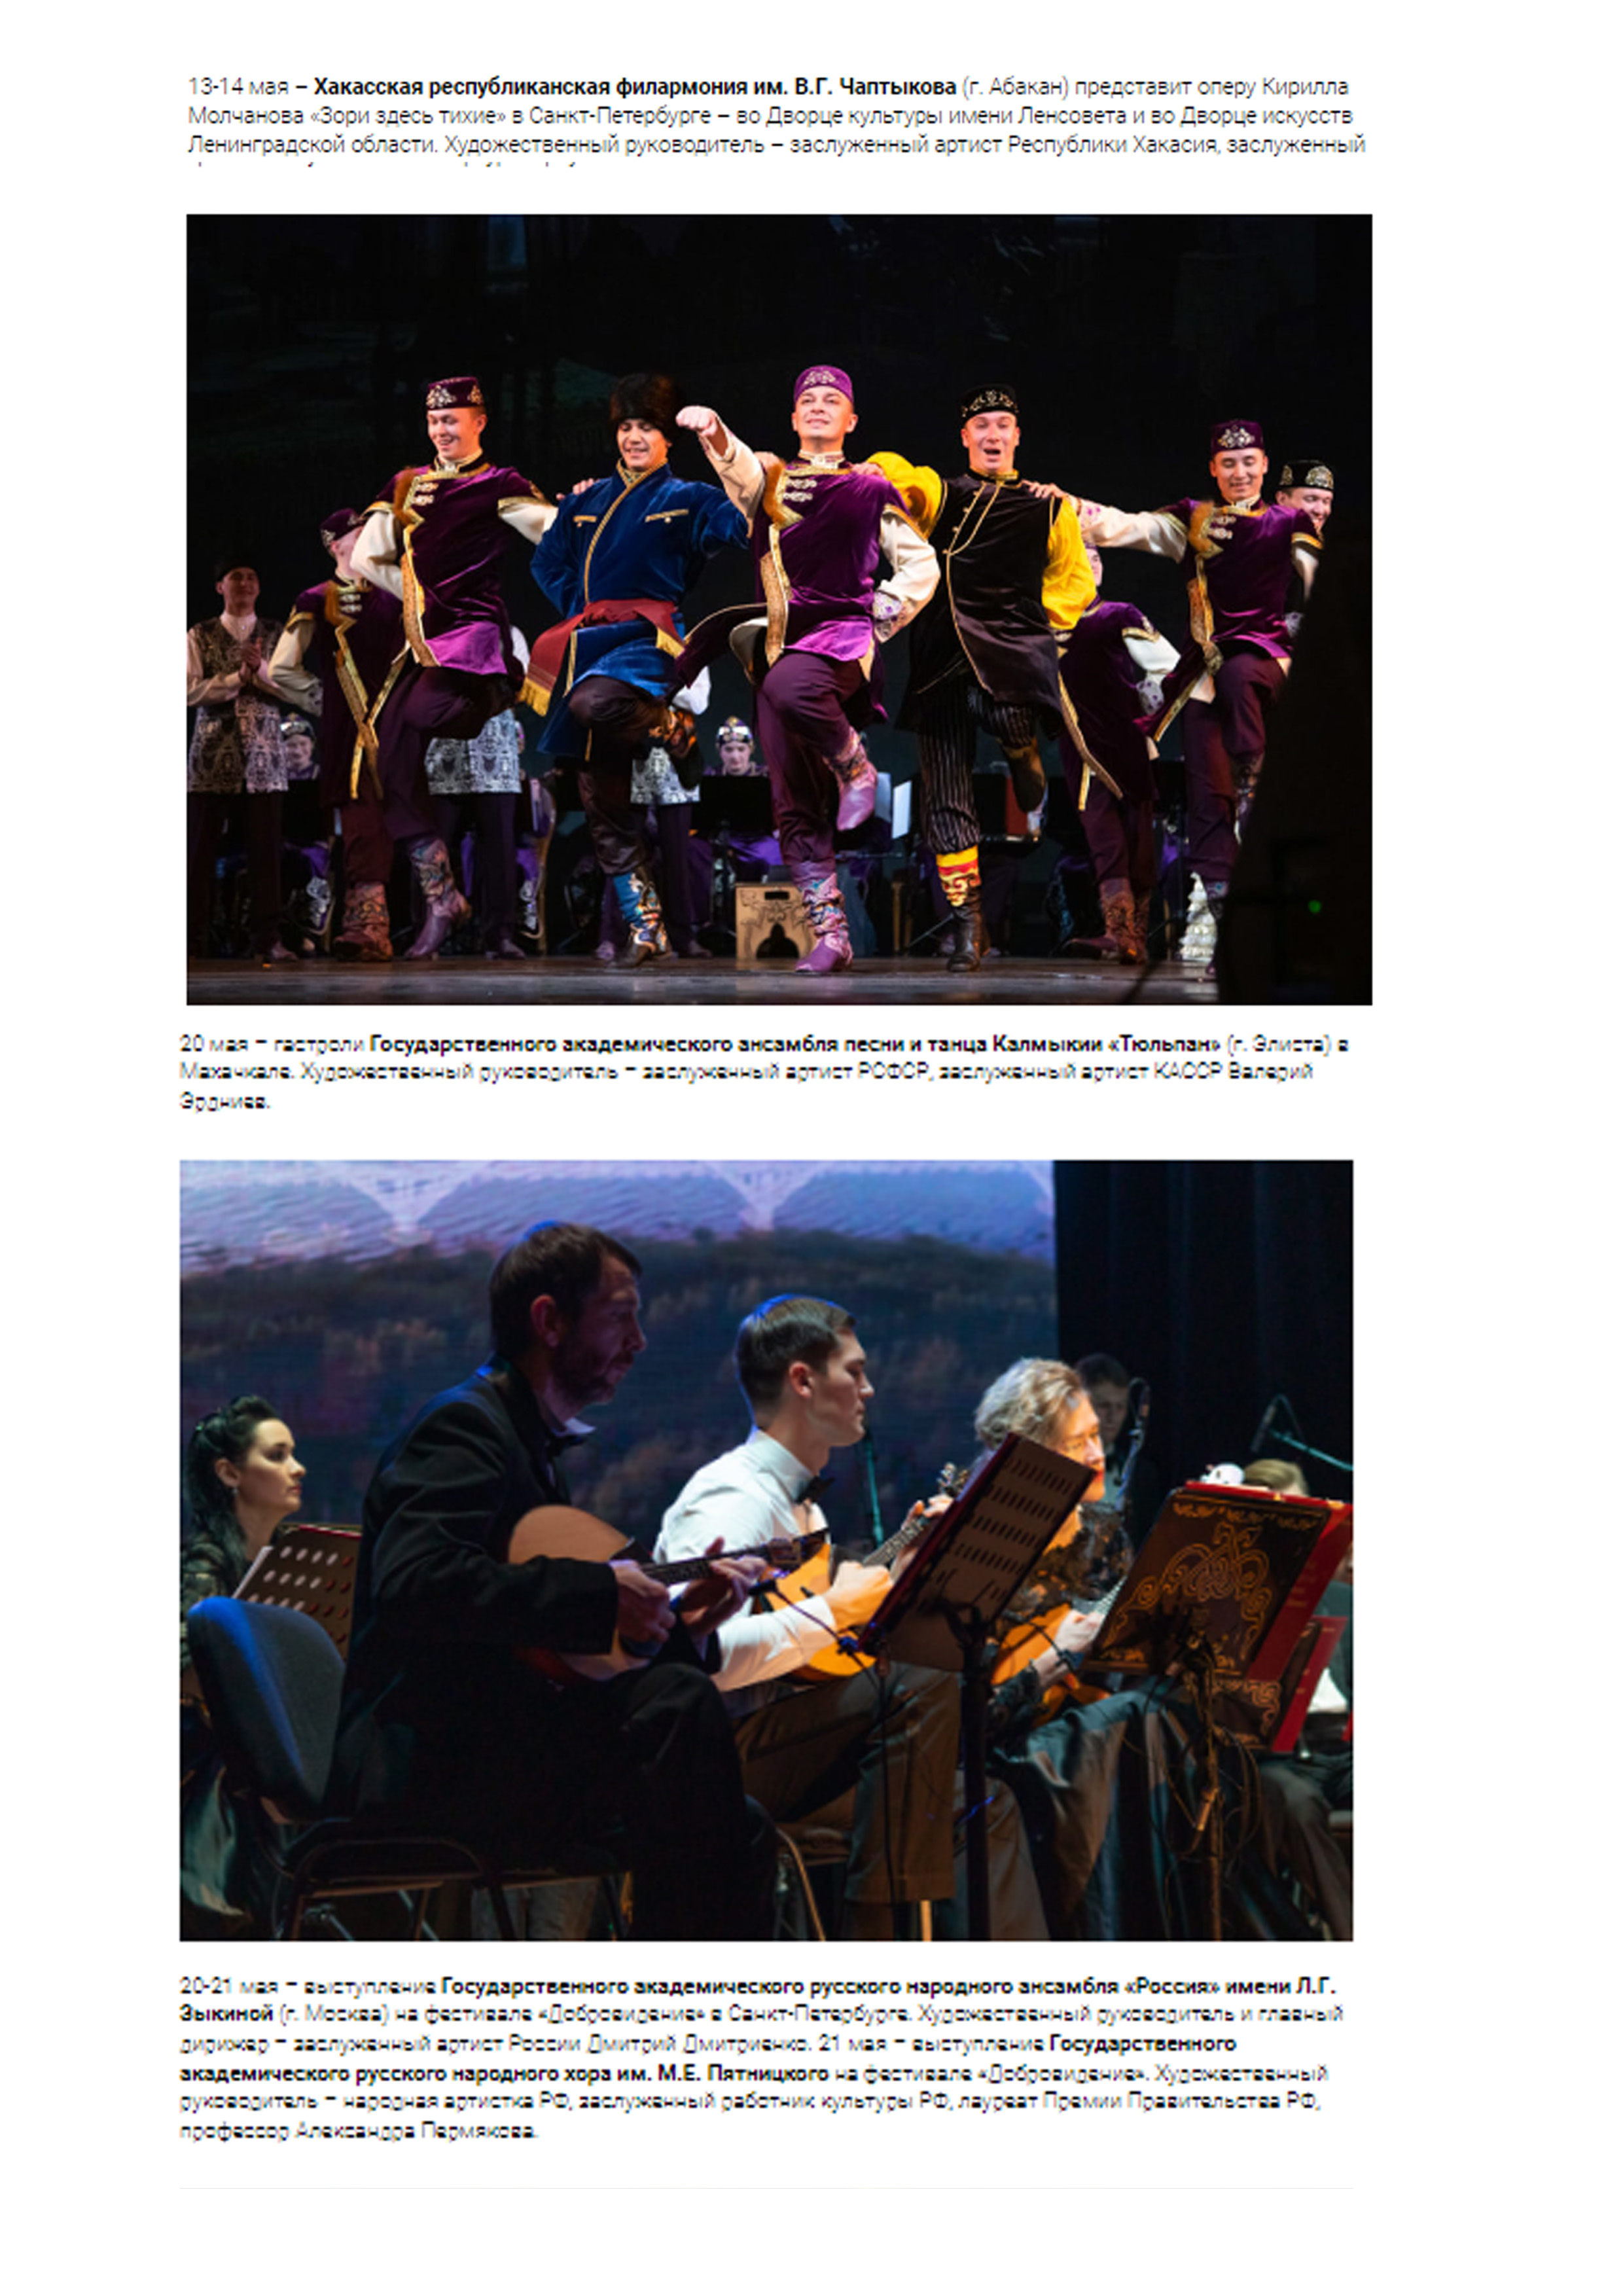 13-14 мая – Хакасская республиканская филармония им. В.Г. Чаптыкова (г. Абакан) представит оперу Кирилла
Молчанова «Зори здесь тихие» в Санкт-Петербурге – во Дворце культуры имени Ленсовета и во Дворце искусств
Ленинградской области. Художественный руководитель – заслуженный артист Республики Хакасия, заслуженный
20 мая – гастроли Государственного академического ансамбля песни и танца Калмыкии «Тюльпан» (г. Элиста) в
Махачкале. Художественный руководитель – заслуженный артист РСФСР, заслуженный артист КАССР Валерий
Эрдниев.
20-21 мая – выступление Государственного академического русского народного ансамбля «Россия» имени Л.Г.
Зыкиной (г. Москва) на фестивале «Добровидение» в Санкт-Петербурге. Художественный руководитель и главный
дирижер – заслуженный артист России Дмитрий Дмитриенко. 21 мая – выступление Государственного
академического русского народного хора им. М.Е. Пятницкого на фестивале «Добровидение». Художественный
руководитель – народная артистка РФ, заслуженный работник культуры РФ, лауреат Премии Правительства РФ,
профессор Александра Пермякова.